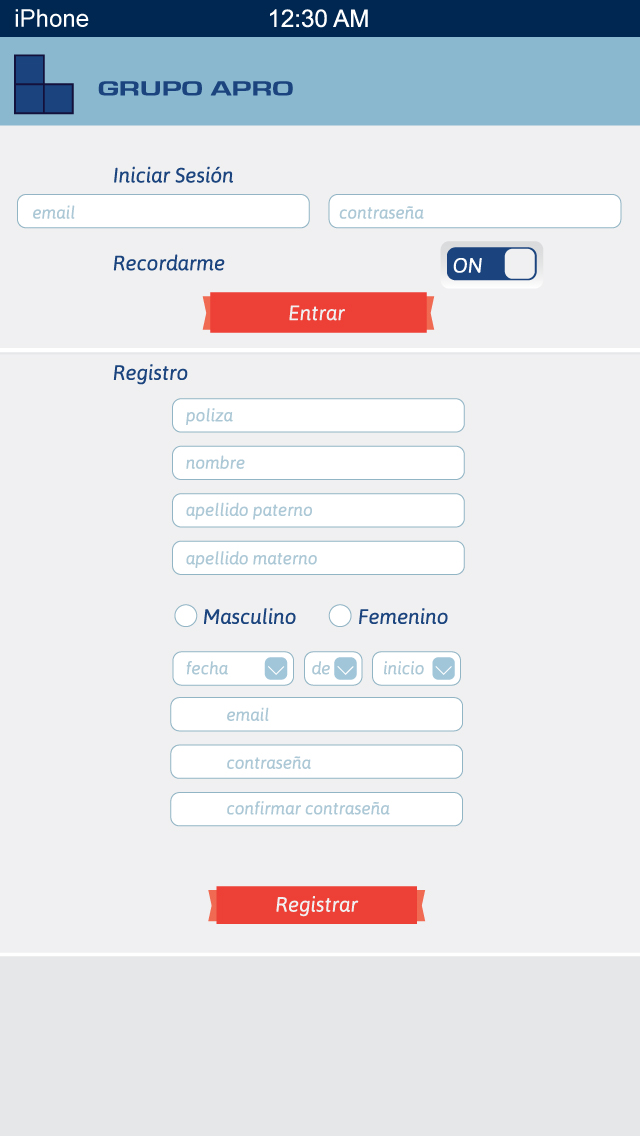 iPhone 12:30 AM
GRUPO APRO
Iniciar Sesión
email contraseña
Recordarme ON
Entrar
Registro
poliza
nombre
apellido paterno
apellido materno
Masculino Femenino
fecha de inicio
email
contraseña
confirmar contraseña
Registrar